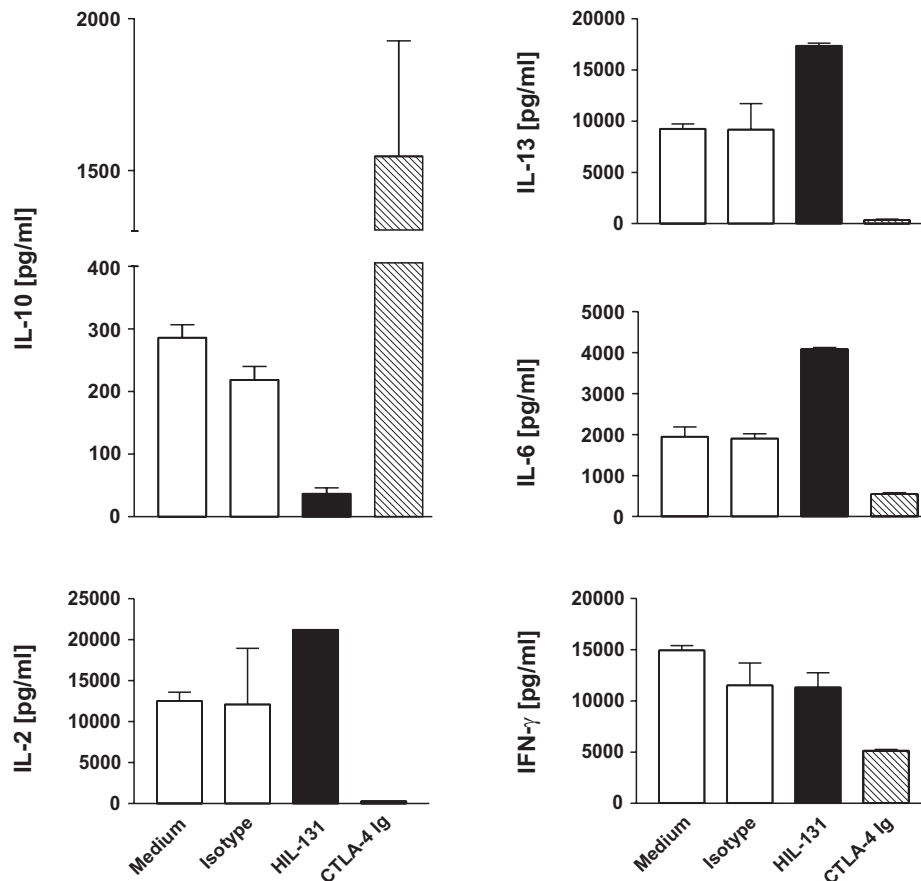 IL-10 [pg/ml]
2000
1500
400
300
200
100
0
IL-13 [pg/ml]
20000
15000
10000
5000
0
IL-6 [pg/ml]
5000
4000
3000
2000
1000
0
IL-2 [pg/ml]
25000
20000
15000
10000
5000
0
Medium
Isotype
HIL-131
CTLA-4 Ig
IFN-γ [pg/ml]
20000
15000
10000
5000
0
Medium
Isotype
HIL-131
CTLA-4 Ig